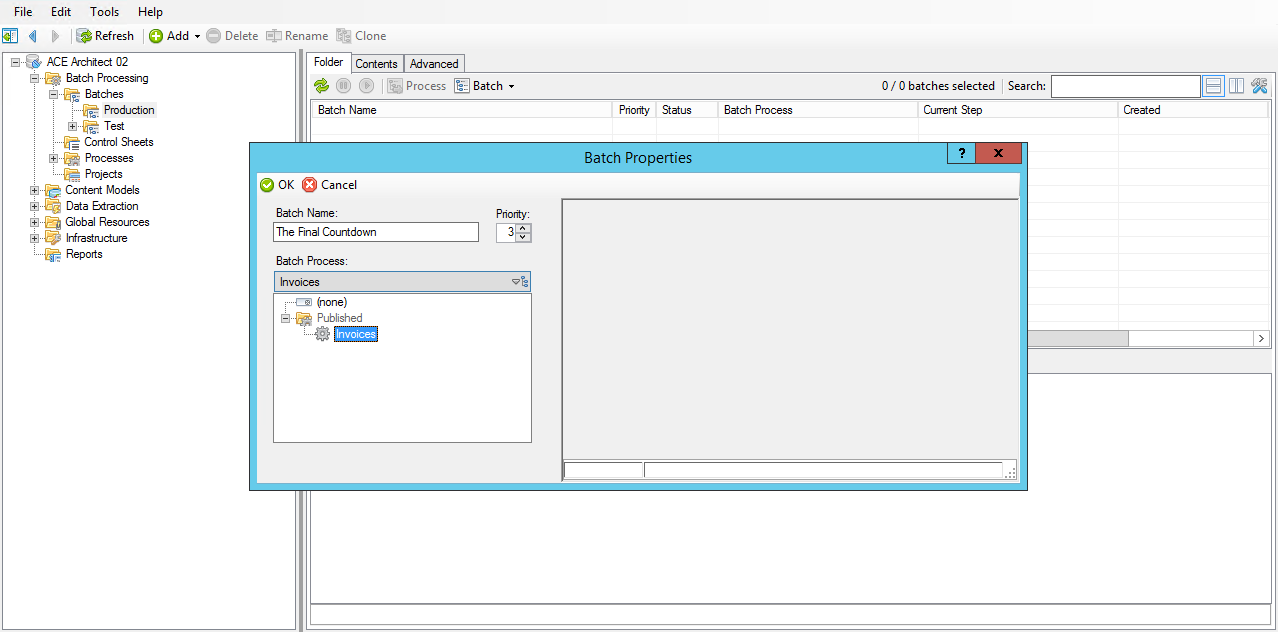 File Edit Tools Help
Refresh Add Delete Rename Clone
ACE Architect 02
Batch Processing
Batches
Production
Test
Control Sheets
Processes
Projects
Content Models
Data Extraction
Global Resources
Infrastructure
Reports
Folder Contents Advanced
Process Batch 0 / 0 batches selected Search:
Batch Name Priority Status Batch Process Current Step Created
Batch Properties ? x
OK Cancel
Batch Name: Priority:
The Final Countdown 3
Batch Process:
Invoices
(none)
Published
Invoices